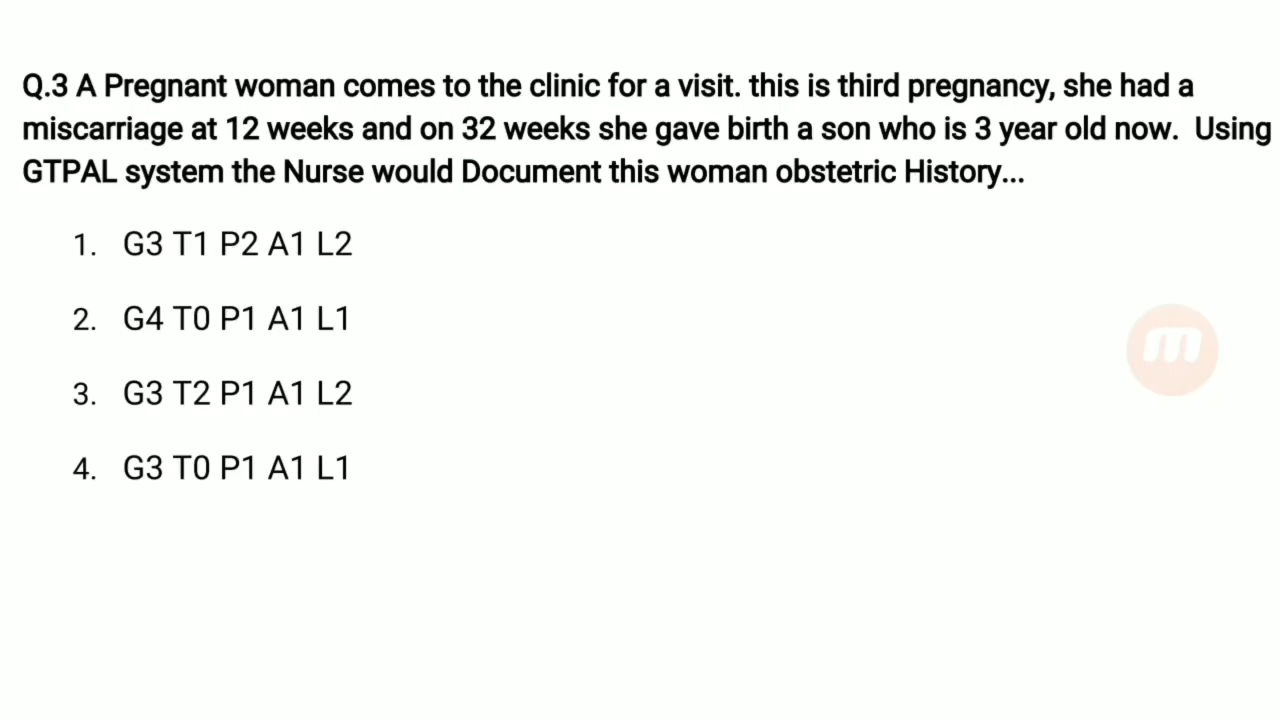 Q.3 A Pregnant woman comes to the clinic for a visit. this is third pregnancy, she had a
miscarriage at 12 weeks and on 32 weeks she gave birth a son who is 3 year old now. Using
GTPAL system the Nurse would Document this woman obstetric History...
1. G3 T1 P2 A1 L2
2. G4 T0 P1 A1 L1
3. G3 T2 P1 A1 L2
4. G3 T0 P1 A1 L1
m